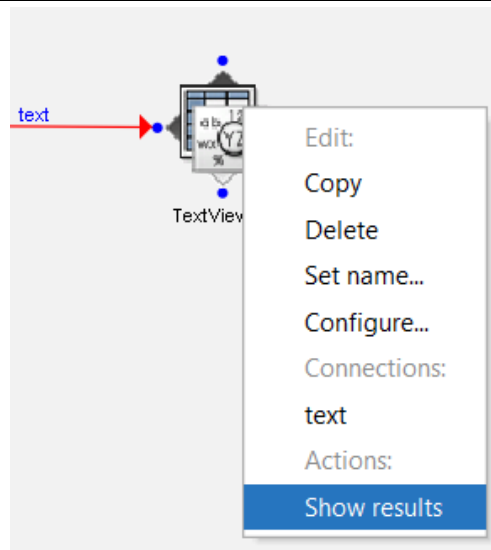 text
TextView
Edit:
Copy
Delete
Set name...
Configure...
Connections:
text
Actions:
Show results